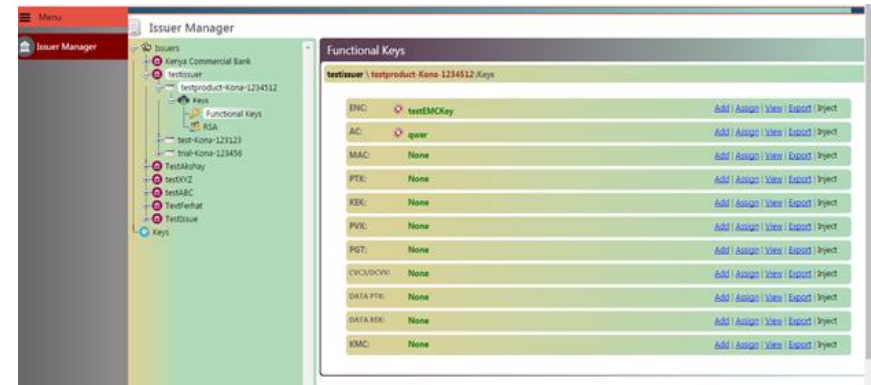 Menu
Issuer Manager
Issuer Manager
Issuers
Kenya Commercial Bank
testissuer
testproduct-Kona-1234512
Keys
Functional Keys
RSA
test-Kona-123123
trial-Kona-123456
TestAkshay
testXYZ
testABC
TestFerhat
TestIssue
Keys
Functional Keys
testissuer \ testproduct-Kona-1234512 \Keys
ENC: testEMCKey Add | Assign | View | Export | Inject
AC: qwer Add | Assign | View | Export | Inject
MAC: None Add | Assign | View | Export | Inject
PTK: None Add | Assign | View | Export | Inject
KEK: None Add | Assign | View | Export | Inject
PVK: None Add | Assign | View | Export | Inject
PGT: None Add | Assign | View | Export | Inject
CVC3/DCVV: None Add | Assign | View | Export | Inject
DATA PTK: None Add | Assign | View | Export | Inject
DATA KEK: None Add | Assign | View | Export | Inject
KMC: None Add | Assign | View | Export | Inject